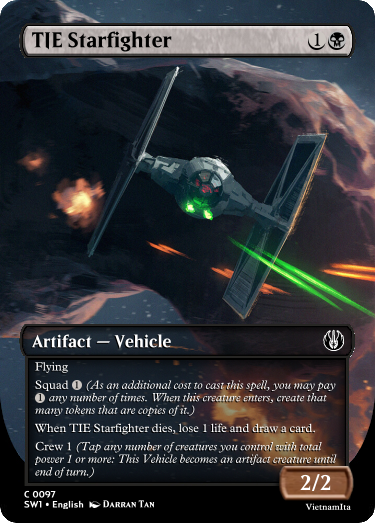 TIE Starfighter 1
Artifact — Vehicle
Flying
Squad 1 (As an additional cost to cast this spell, you may pay
1 any number of times. When this creature enters, create that
many tokens that are copies of it.)
When TIE Starfighter dies, lose 1 life and draw a card.
Crew 1 (Tap any number of creatures you control with total
power 1 or more: This Vehicle becomes an artifact creature until
end of turn.)
2/2
C 0097
SW1 • English Darran Tan
VietnamIta